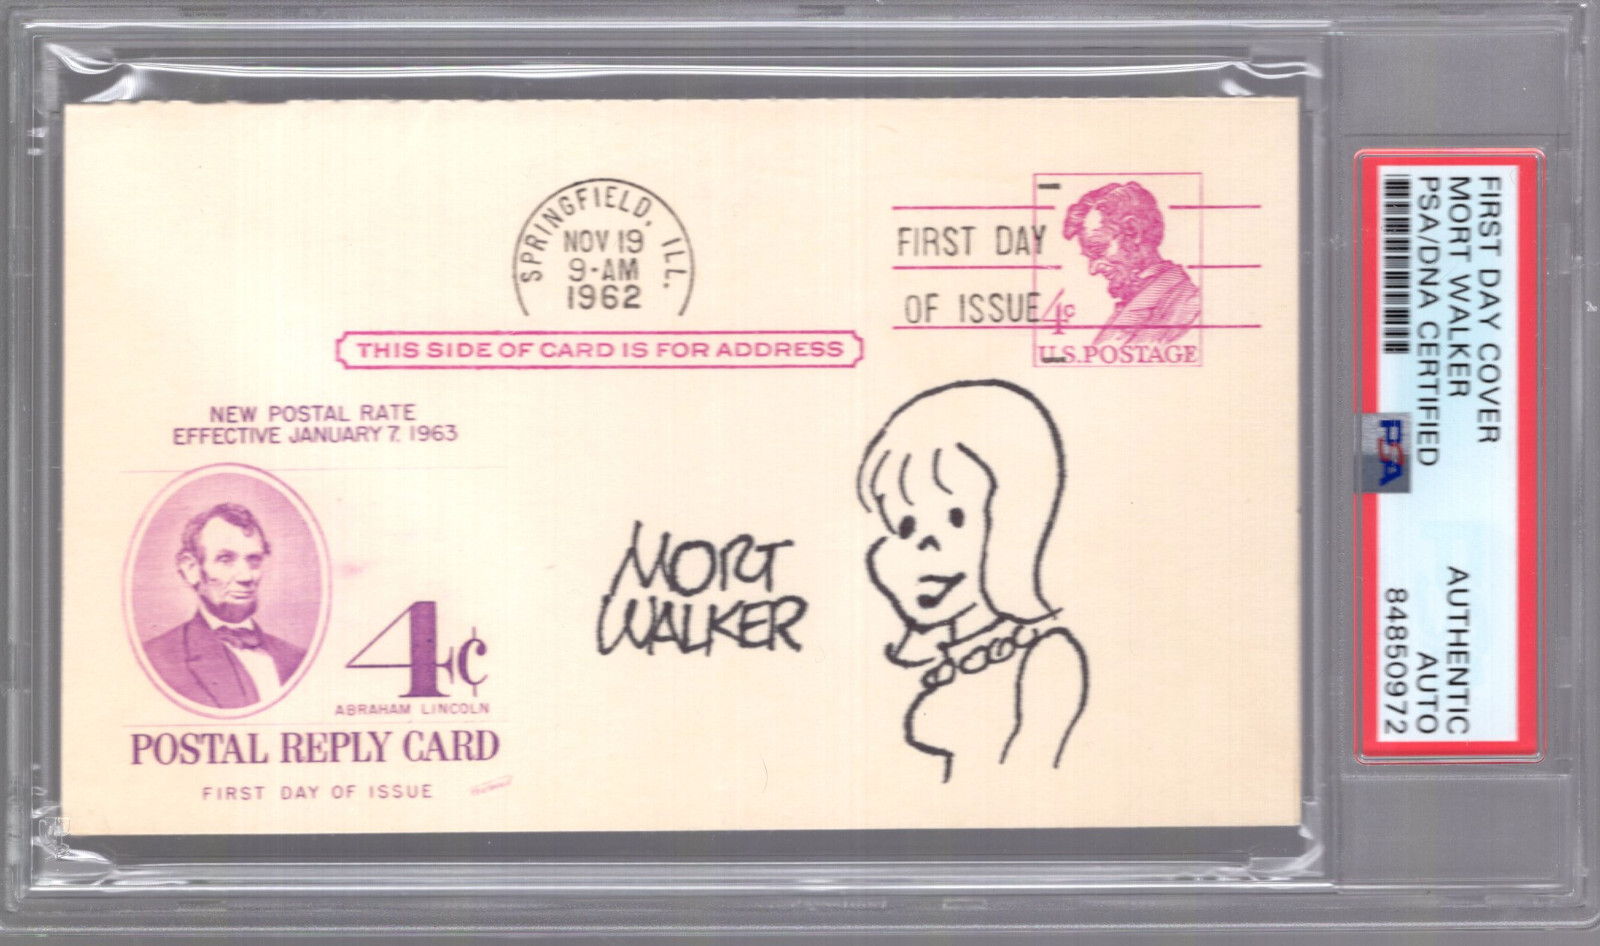 SPRINGFIELD, ILL.
NOV 19
9-AM
1962
FIRST DAY
OF ISSUE
4c
U.S.POSTAGE
THIS SIDE OF CARD IS FOR ADDRESS
NEW POSTAL RATE
EFFECTIVE JANUARY 7, 1963
4¢
ABRAHAM LINCOLN
POSTAL REPLY CARD
FIRST DAY OF ISSUE
MORT
WALKER
FIRST DAY COVER
MORT WALKER
PSA/DNA CERTIFIED
PSA
AUTHENTIC
AUTO
84850972